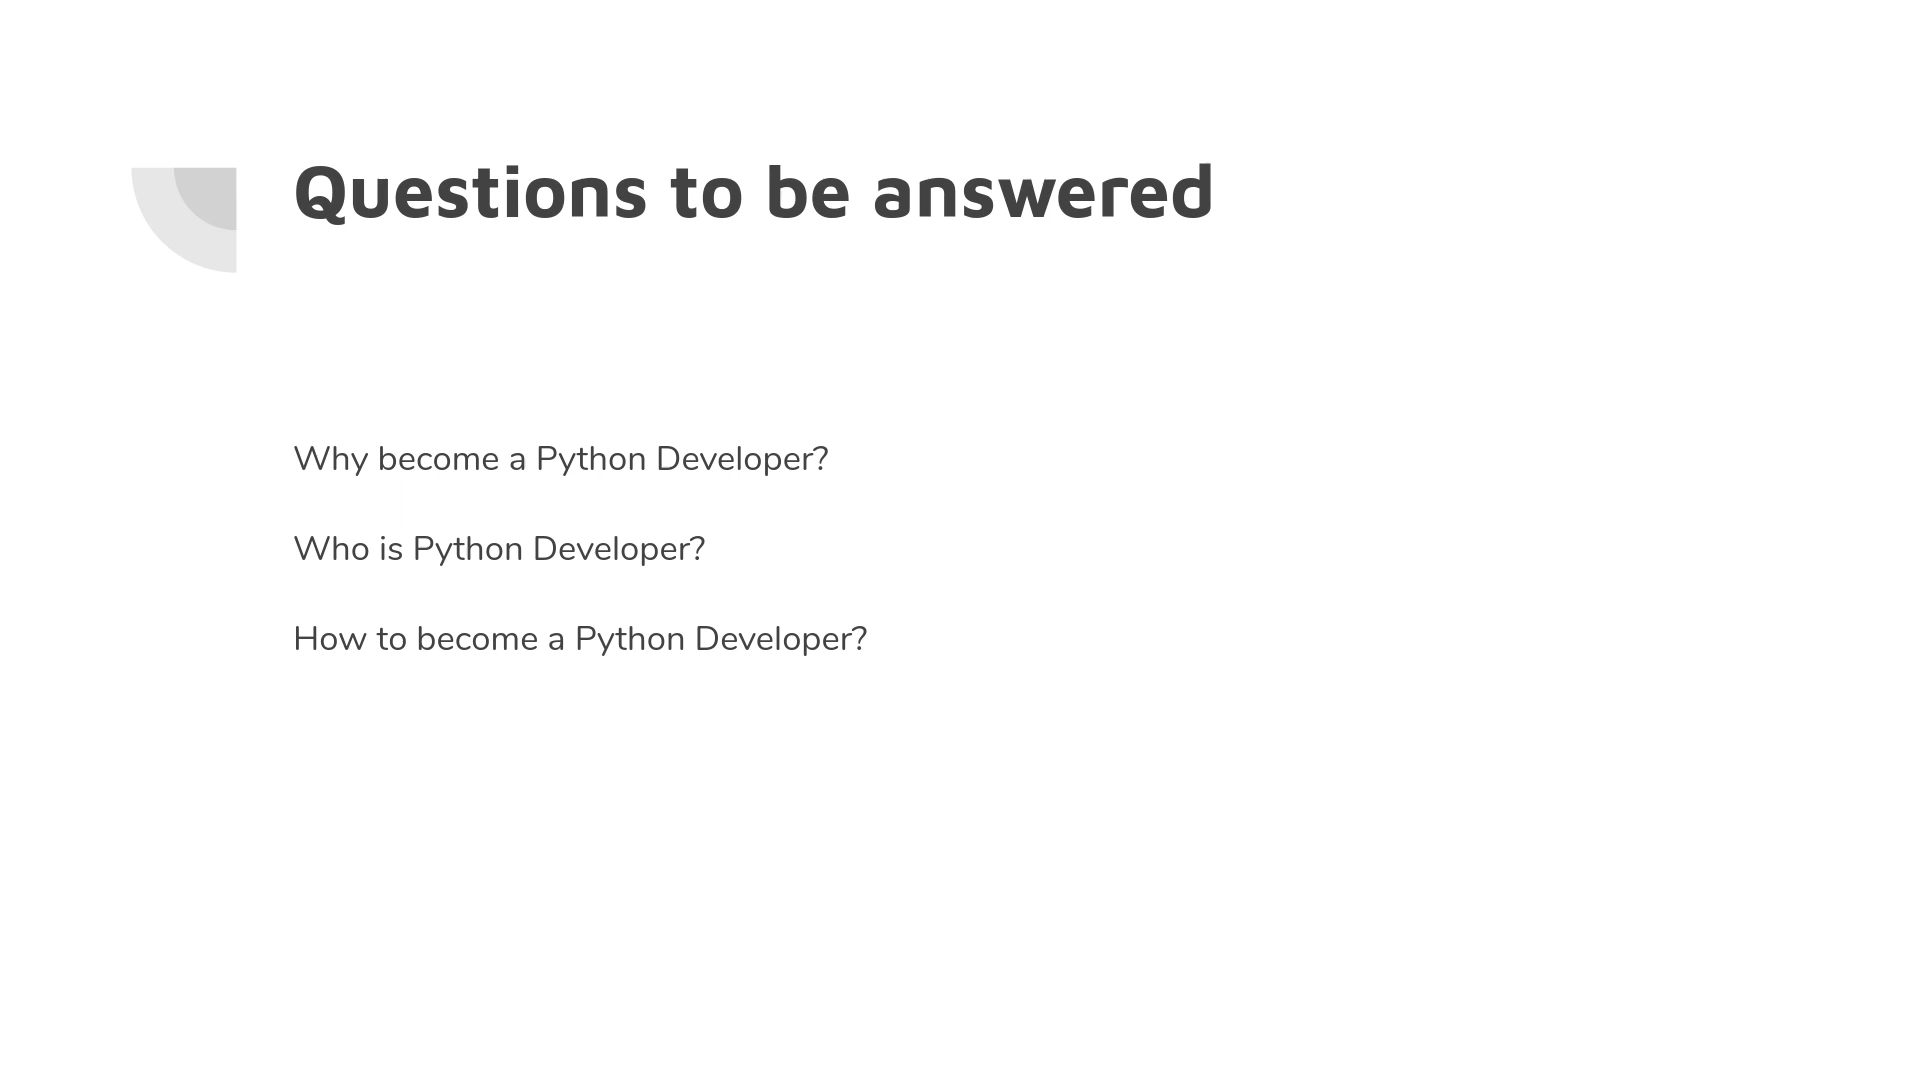 Questions to be answered
Why become a Python Developer?
Who is Python Developer?
How to become a Python Developer?